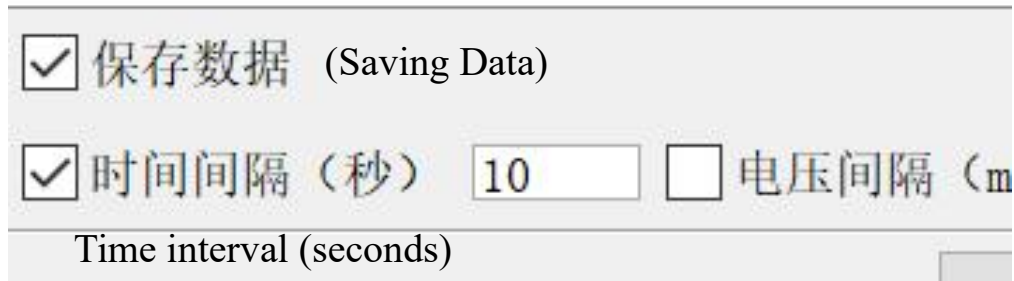 保存数据 (Saving Data)
时间间隔（秒） 10 电压间隔（m
Time interval (seconds)